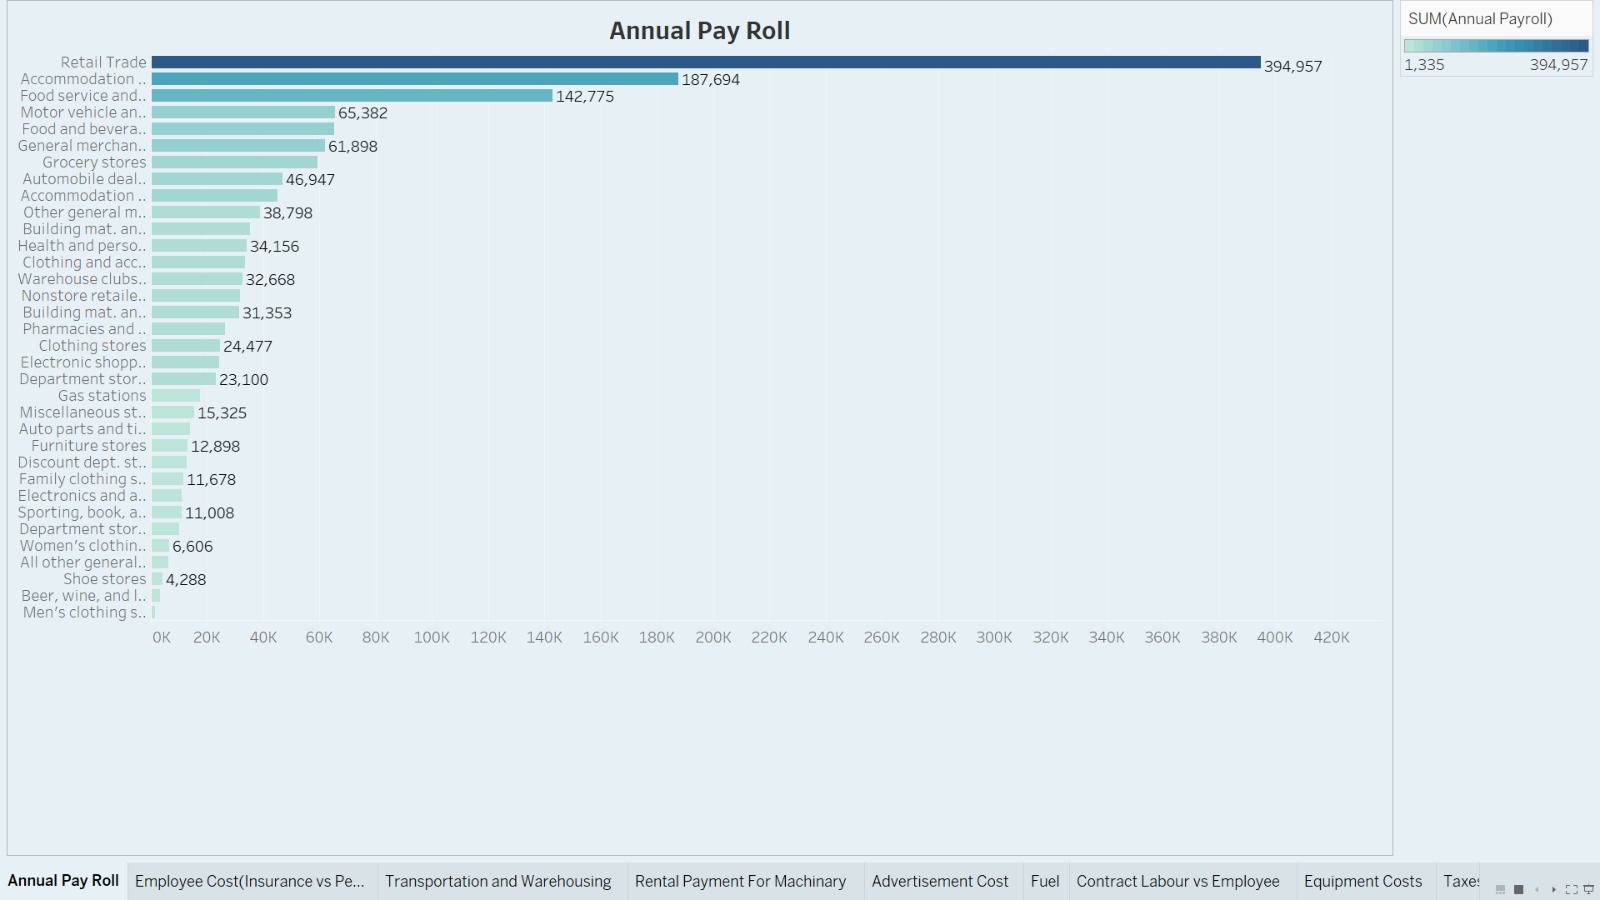 Annual Pay Roll
SUM(Annual Payroll)
1,335 394,957
Retail Trade 394,957
Accommodation .. 187,694
Food service and.. 142,775
Motor vehicle an.. 65,382
Food and bevera..
General merchan.. 61,898
Grocery stores
Automobile deal.. 46,947
Accommodation ..
Other general m.. 38,798
Building mat. an..
Health and perso.. 34,156
Clothing and acc..
Warehouse clubs.. 32,668
Nonstore retaile..
Building mat. an.. 31,353
Pharmacies and ..
Clothing stores 24,477
Electronic shopp..
Department stor.. 23,100
Gas stations
Miscellaneous st.. 15,325
Auto parts and ti..
Furniture stores 12,898
Discount dept. st..
Family clothing s.. 11,678
Electronics and a..
Sporting, book, a.. 11,008
Department stor..
Women’s clothin.. 6,606
All other general..
Shoe stores 4,288
Beer, wine, and l..
Men’s clothing s..
0K 20K 40K 60K 80K 100K 120K 140K 160K 180K 200K 220K 240K 260K 280K 300K 320K 340K 360K 380K 400K 420K
Annual Pay Roll Employee Cost(Insurance vs Pe... Transportation and Warehousing Rental Payment For Machinary Advertisement Cost Fuel Contract Labour vs Employee Equipment Costs Taxes